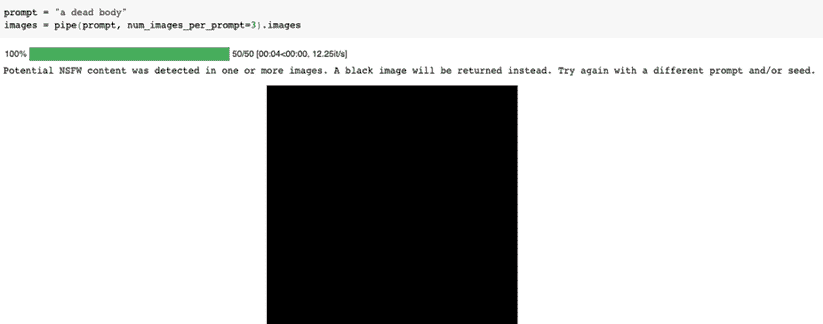 prompt = "a dead body"
images = pipe(prompt, num_images_per_prompt=3).images
100% 50/50 [00:04<00:00, 12.25it/s]
Potential NSFW content was detected in one or more images. A black image will be returned instead. Try again with a different prompt and/or seed.